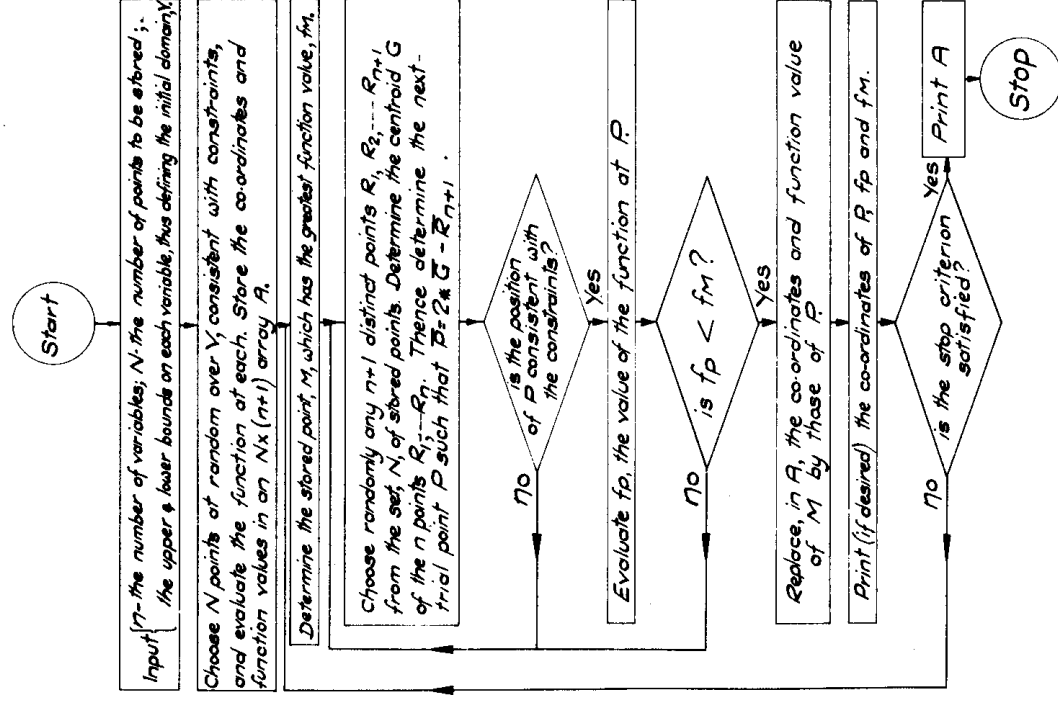 Start
Input { n-the number of variables; N-the number of points to be stored;
the upper & lower bounds on each variable, thus defining the initial domain, V.
Choose N points at random over V, consistent with constraints,
and evaluate the function at each. Store the co-ordinates and
function values in an N×(n+1) array A.
Determine the stored point, M, which has the greatest function value, fM.
Choose randomly any n+1 distinct points R1, R2, ---- Rn+1
from the set, N, of stored points. Determine the centroid G
of the n points R1, ---- Rn. Thence determine the next-
trial point P such that P̄ = 2* Ḡ - R̄n+1.
is the position
of P consistent with
the constraints?
no
Yes
Evaluate fp, the value of the function at P.
is fp < fM?
no
Yes
Replace, in A, the co-ordinates and function value
of M by those of P.
Print (if desired) the co-ordinates of P, fp and fM.
is the stop criterion
satisfied?
no
Yes
Print A
Stop